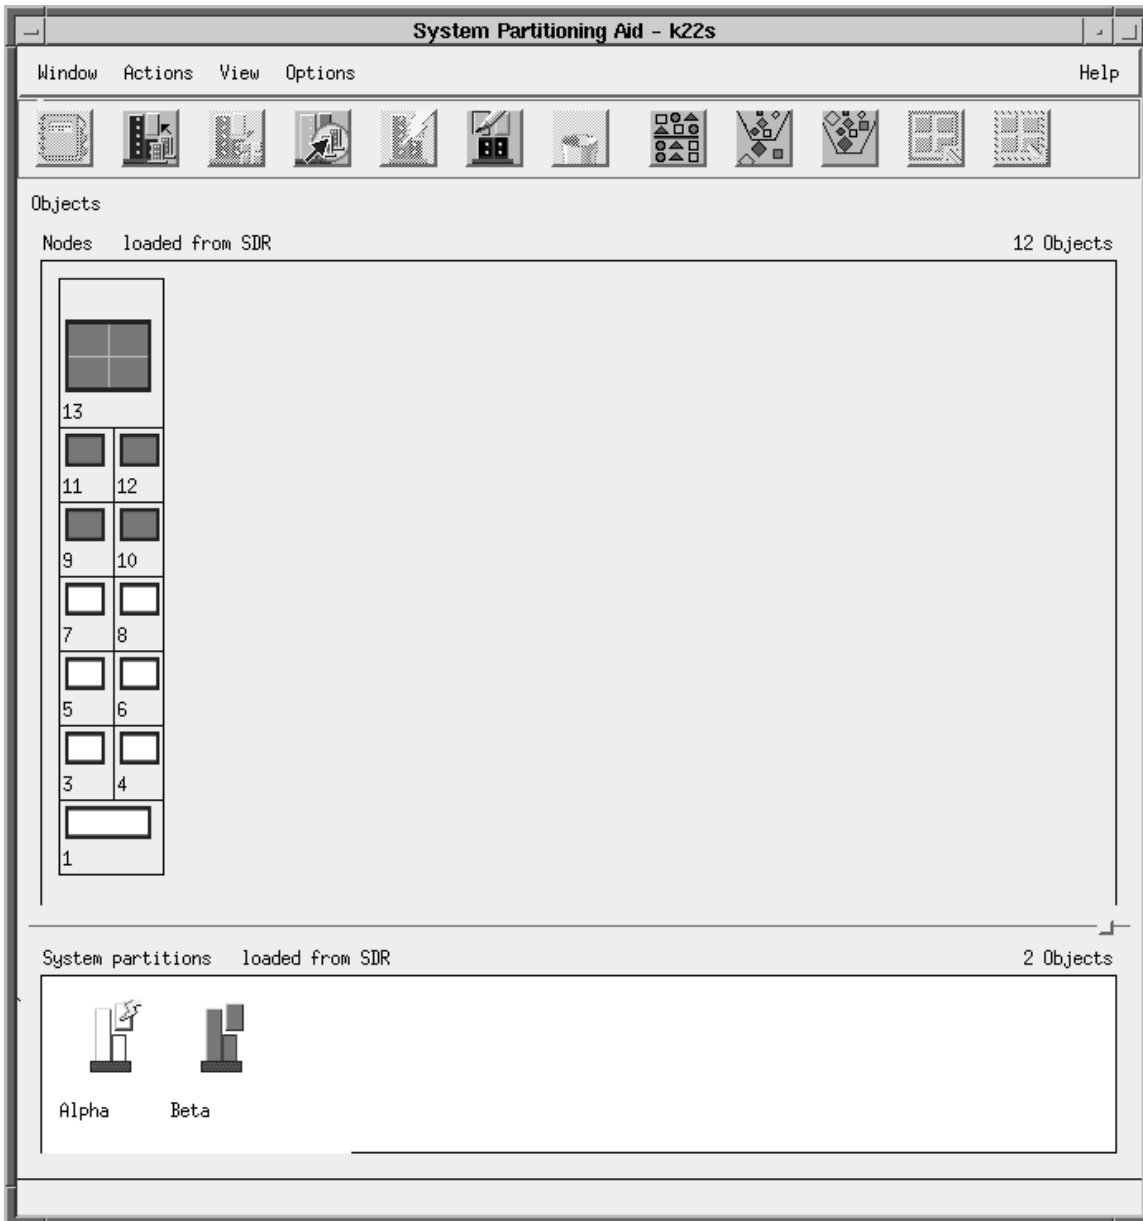 System Partitioning Aid - k22s
Window Actions View Options Help
Objects
Nodes loaded from SDR 12 Objects
13
11 12
9 10
7 8
5 6
3 4
1
System partitions loaded from SDR 2 Objects
Alpha Beta